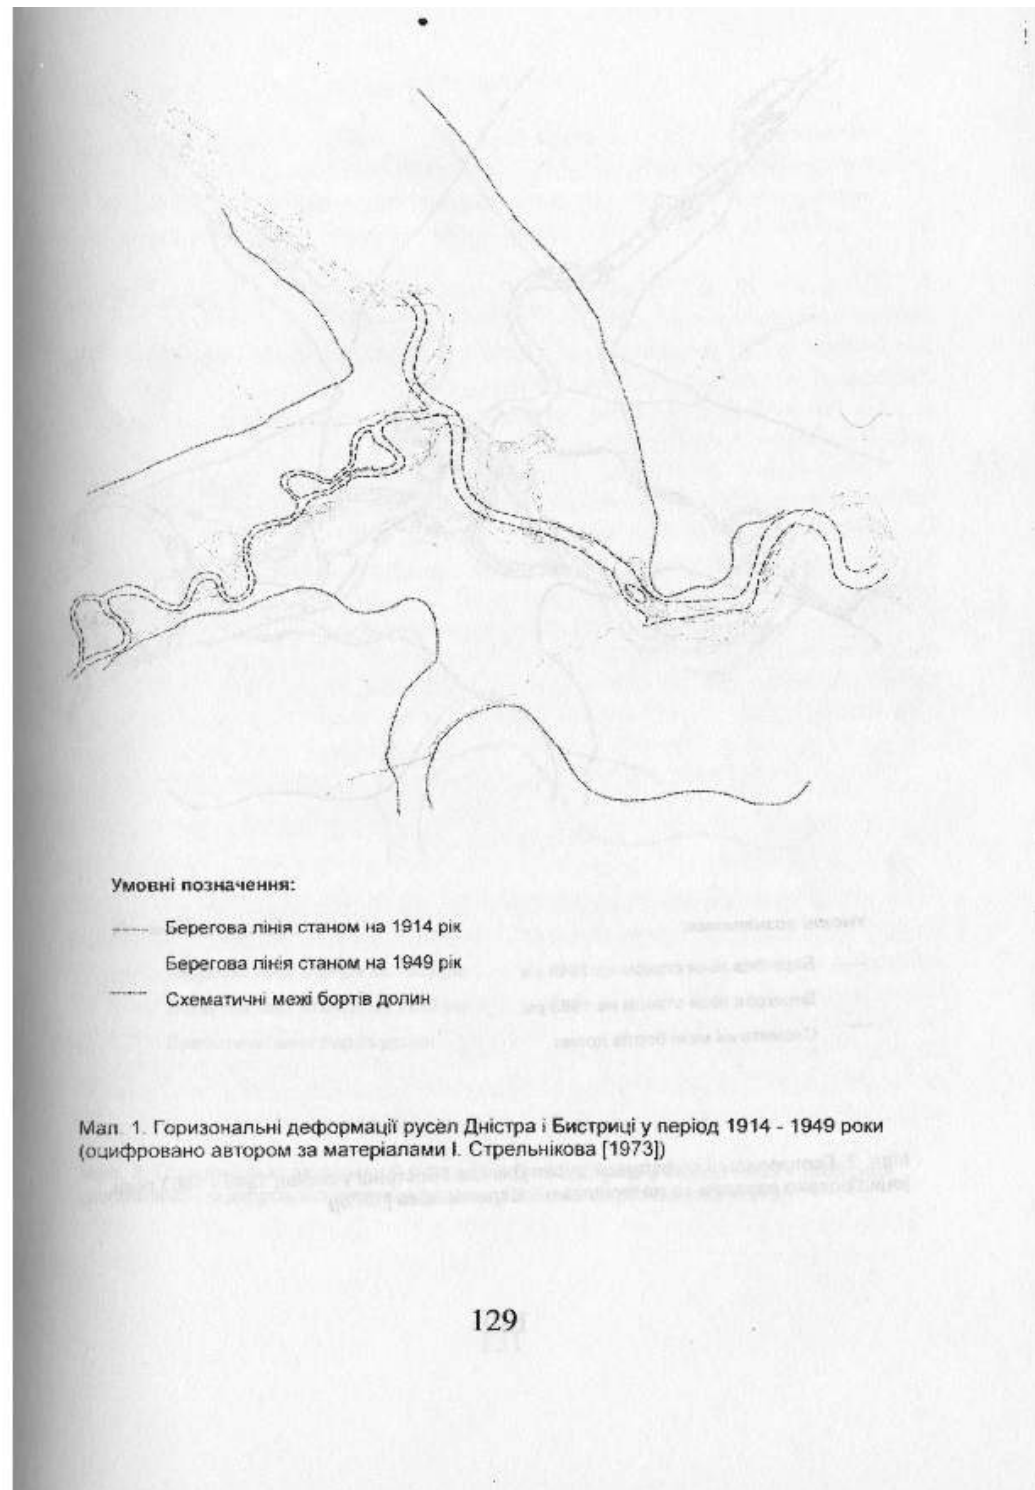 Умовні позначення:
Берегова лінія станом на 1914 рік
Берегова лінія станом на 1949 рік
Схематичні межі бортів долин
Мал. 1. Горизональні деформації русел Дністра і Бистриці у період 1914 - 1949 роки
(оцифровано автором за матеріалами І. Стрельнікова [1973])
129